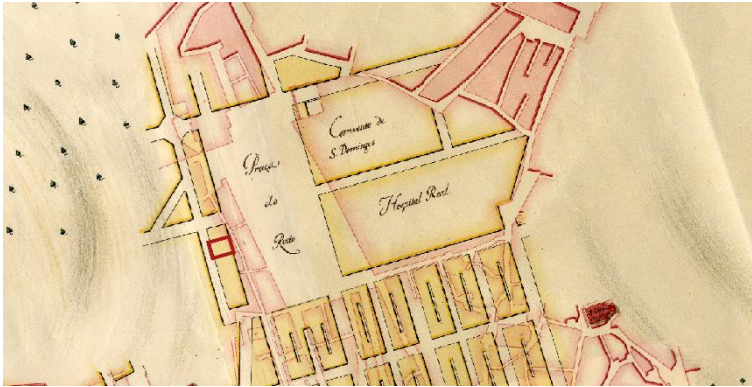 Convento de
S. Domingos
Praça
do
Rocio
Hospital Real